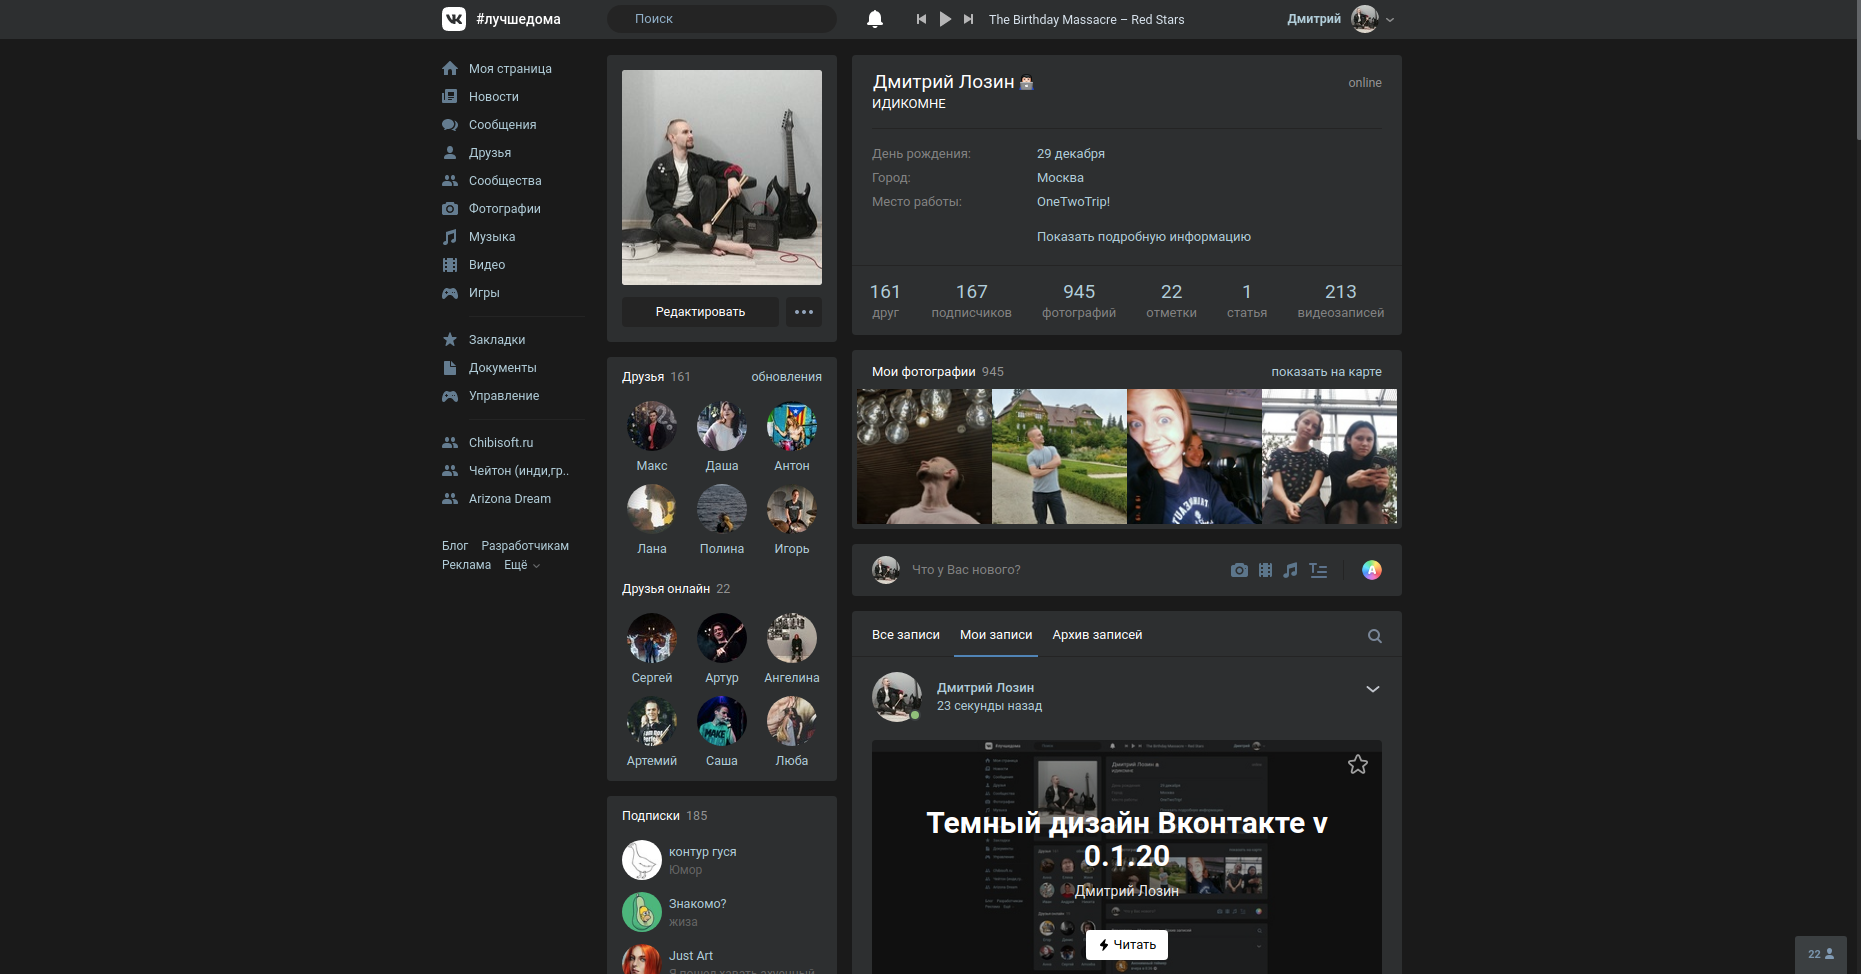 #лучшедома
Поиск
The Birthday Massacre – Red Stars
Дмитрий
Моя страница
Новости
Сообщения
Друзья
Сообщества
Фотографии
Музыка
Видео
Игры
Закладки
Документы
Управление
Chibisoft.ru
Чейтон (инди,гр..
Arizona Dream
Блог Разработчикам
Реклама Ещё
Редактировать
Друзья 161 обновления
Макс Даша Антон
Лана Полина Игорь
Друзья онлайн 22
Сергей Артур Ангелина
Артемий Саша Люба
Подписки 185
контур гуся
Юмор
Знакомо?
жиза
Just Art
Дмитрий Лозин online
ИДИКОМНЕ
День рождения: 29 декабря
Город: Москва
Место работы: OneTwoTrip!
Показать подробную информацию
161 167 945 22 1 213
друг подписчиков фотографий отметки статья видеозаписей
Мои фотографии 945 показать на карте
Что у Вас нового?
Все записи Мои записи Архив записей
Дмитрий Лозин
23 секунды назад
Темный дизайн Вконтакте v
0.1.20
Дмитрий Лозин
Читать
22